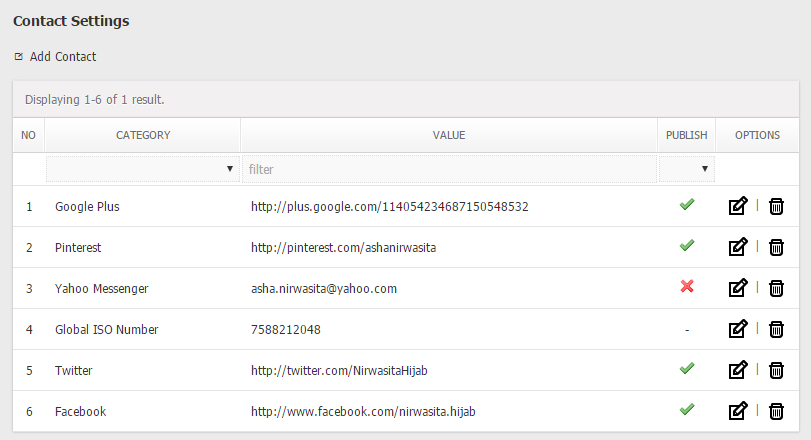 Contact Settings
Add Contact
Displaying 1-6 of 1 result.
NO CATEGORY VALUE PUBLISH OPTIONS
filter
1 Google Plus http://plus.google.com/114054234687150548532 |
2 Pinterest http://pinterest.com/ashanirwasita |
3 Yahoo Messenger asha.nirwasita@yahoo.com |
4 Global ISO Number 7588212048 - |
5 Twitter http://twitter.com/NirwasitaHijab |
6 Facebook http://www.facebook.com/nirwasita.hijab |